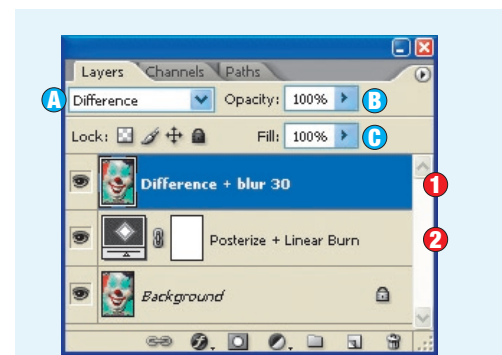 Layers Channels Paths
A Difference Opacity: 100% B
Lock: Fill: 100% C
Difference + blur 30 1
Posterize + Linear Burn 2
Background